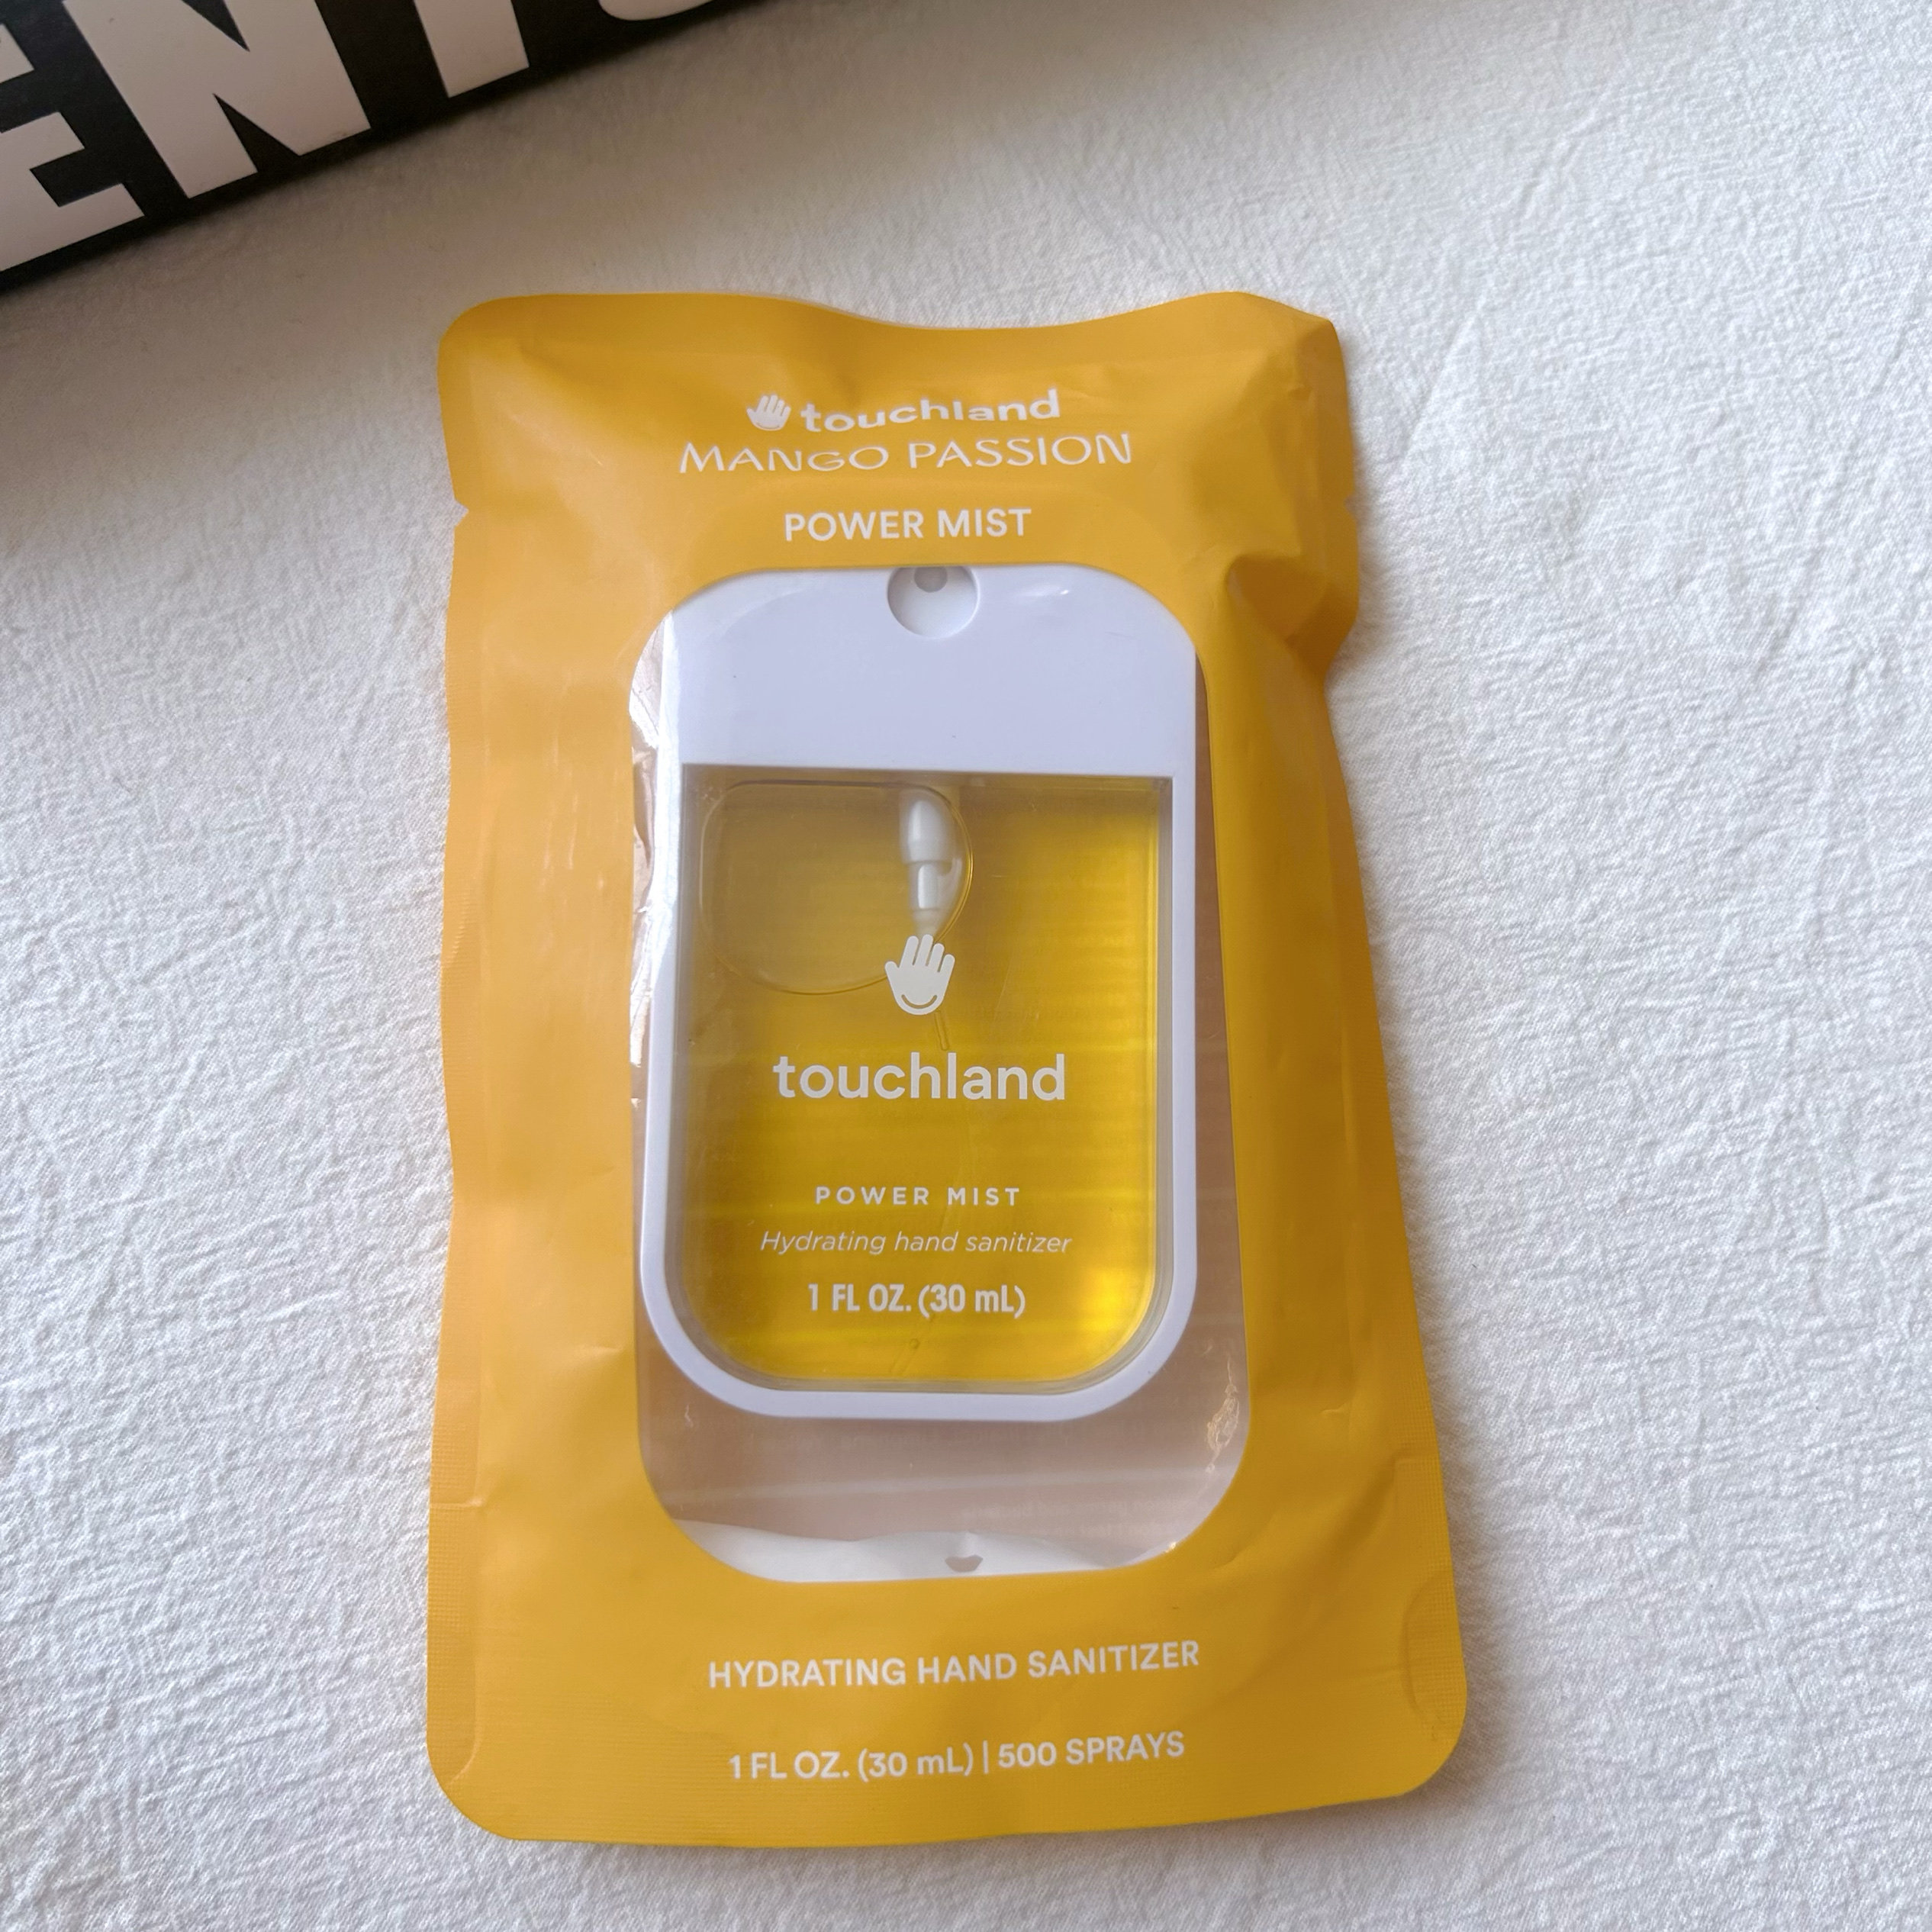 touchland
MANGO PASSION
POWER MIST
touchland
POWER MIST
Hydrating hand sanitizer
1 FL OZ. (30 mL)
HYDRATING HAND SANITIZER
1 FL OZ. (30 mL) | 500 SPRAYS